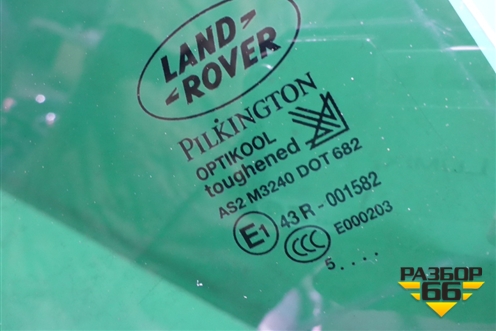 LAND
ROVER
PILKINGTON
OPTIKOOL
toughened
AS2 M3240 DOT 682
E1 43 R - 001582
CCC E000203
5 . . . .
РАЗБОР
66